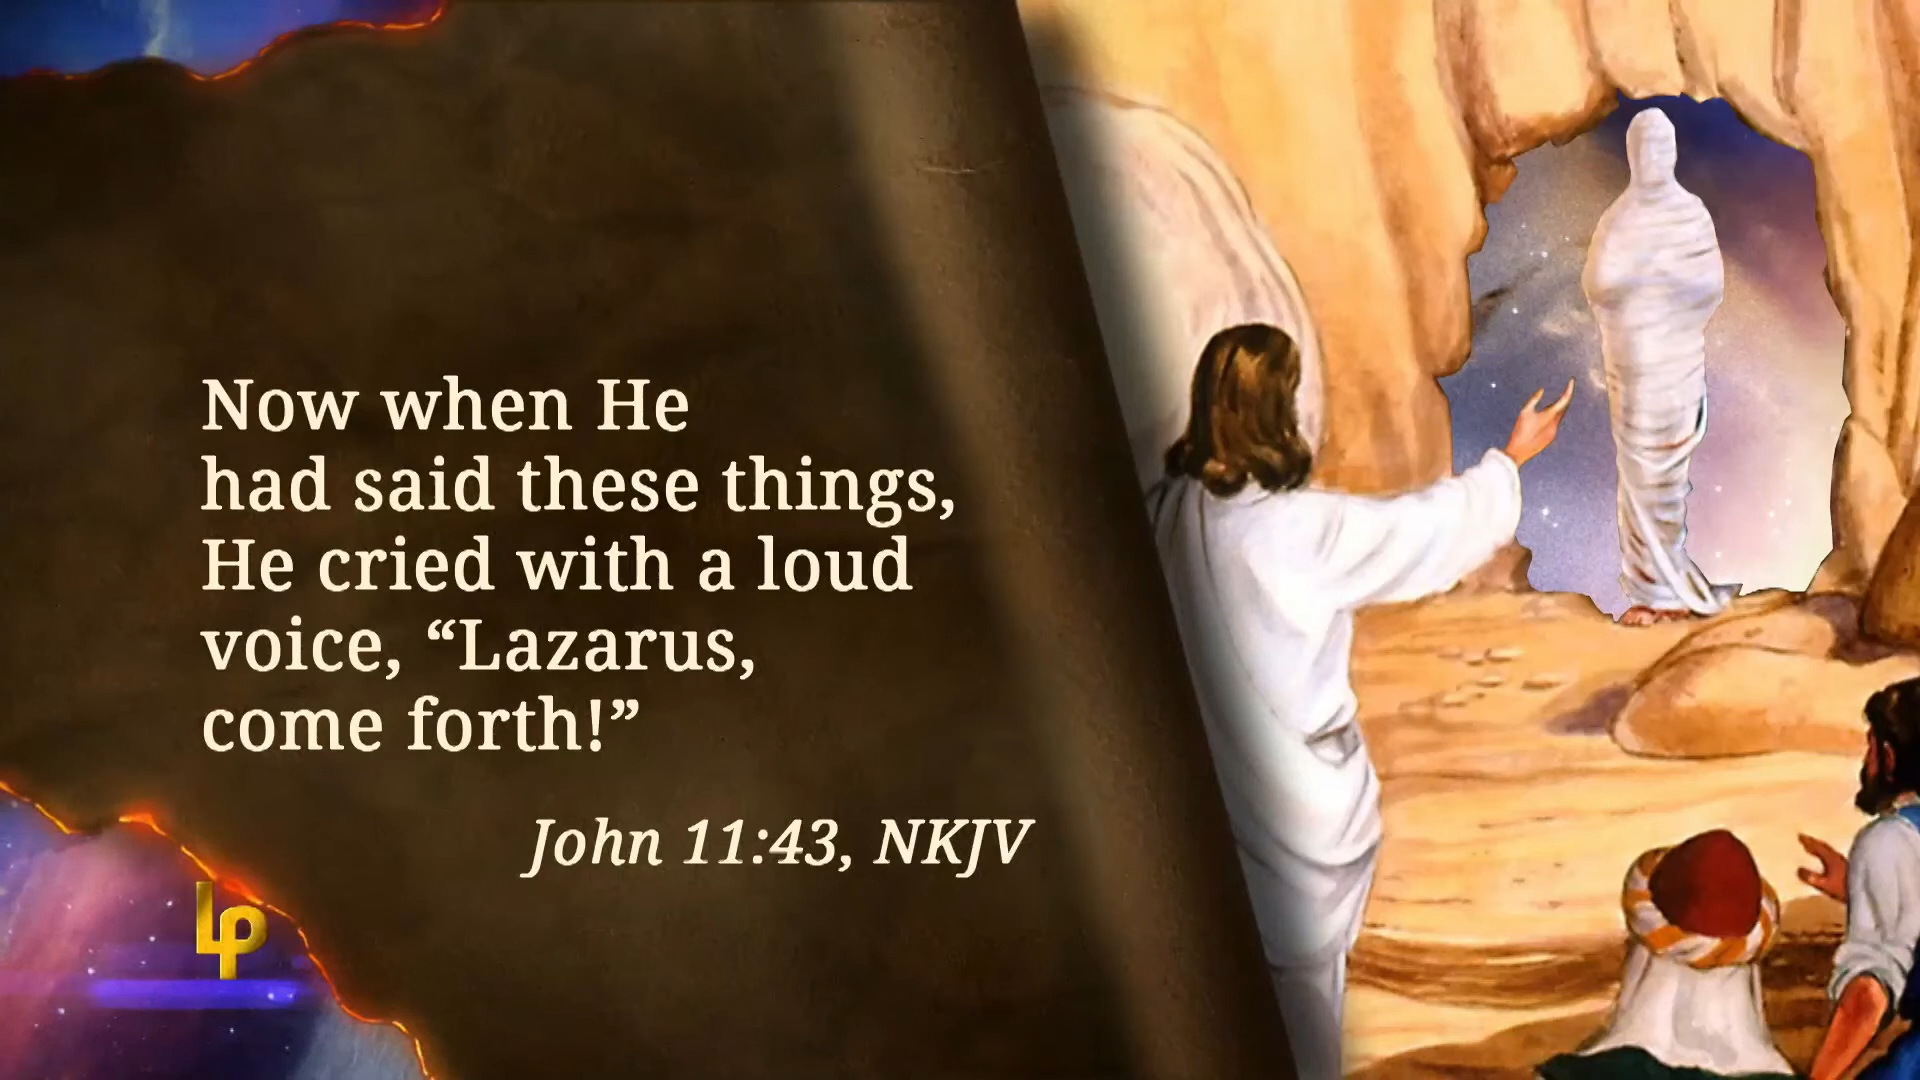 Now when He
had said these things,
He cried with a loud
voice, “Lazarus,
come forth!”
John 11:43, NKJV
LP